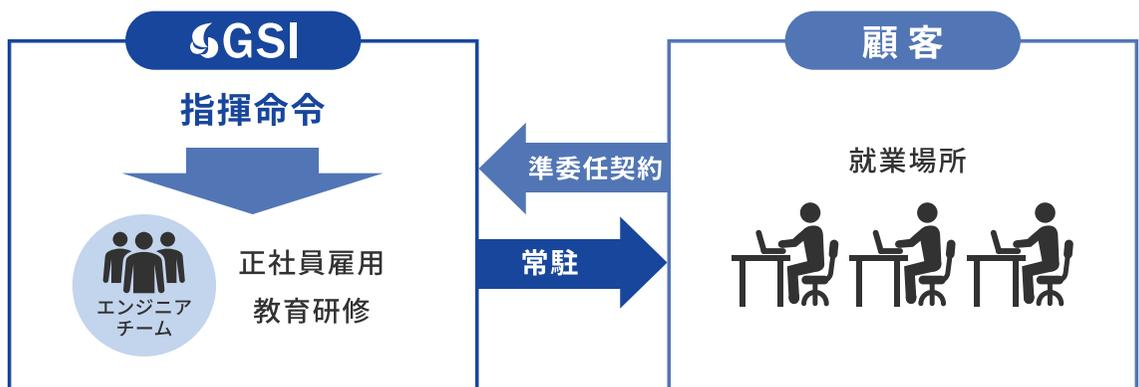 GSI
指揮命令
エンジニア
チーム
正社員雇用
教育研修
準委任契約
常駐
顧客
就業場所